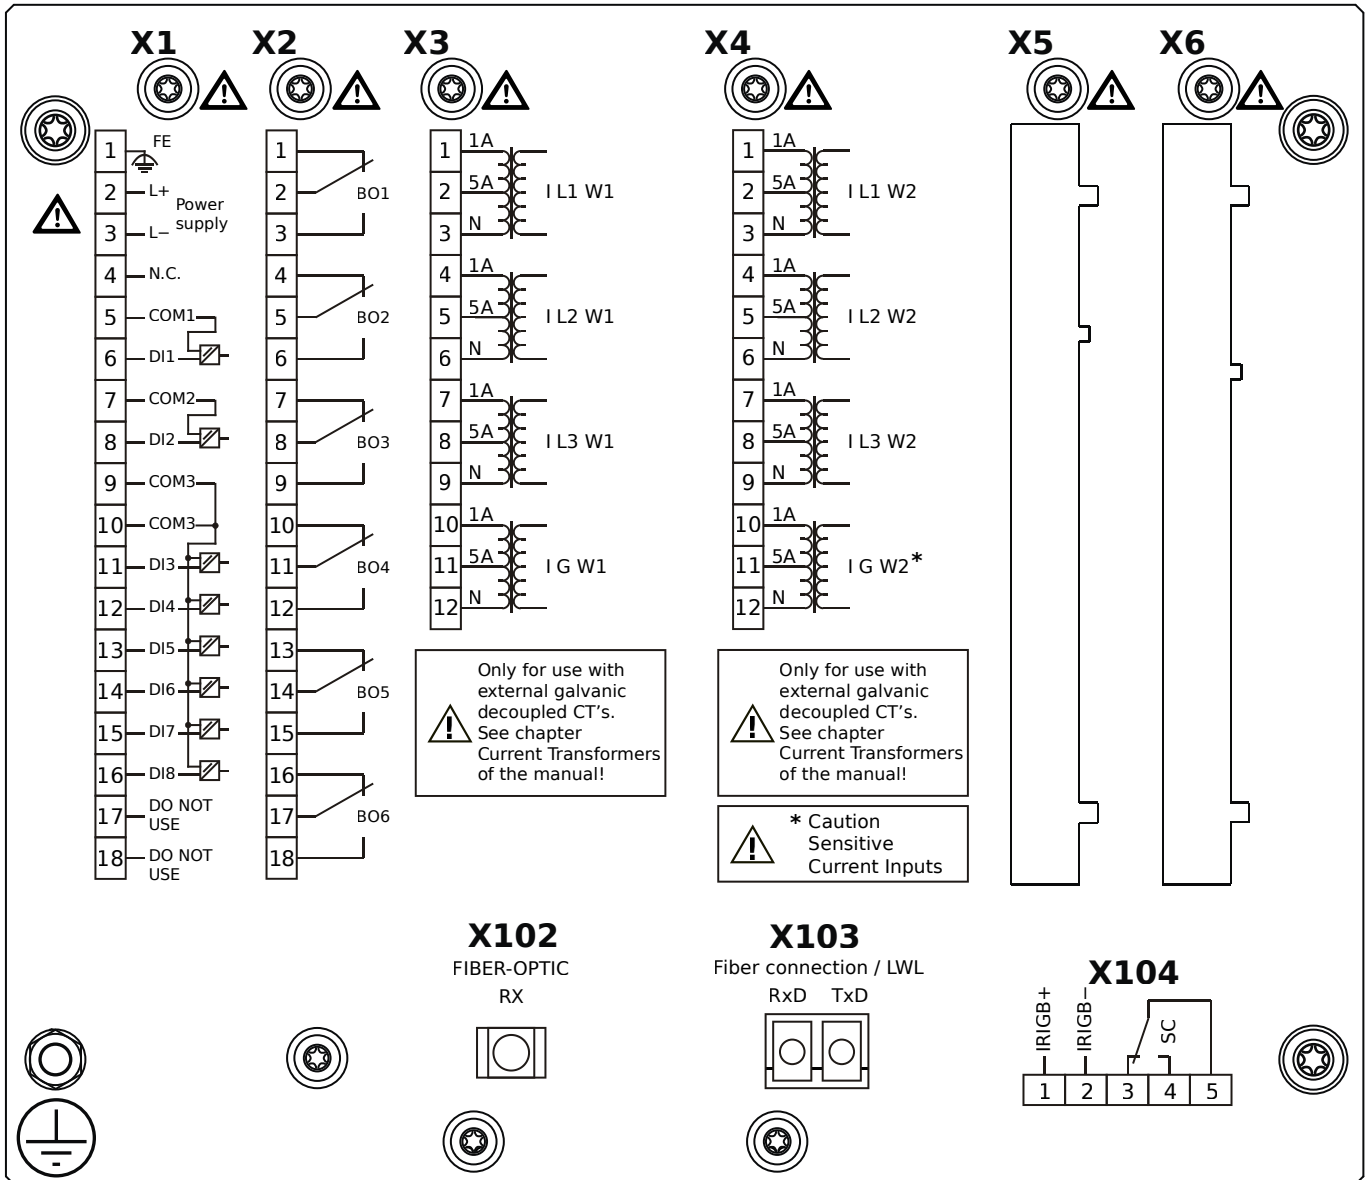 X1
X2
X3
X4
X5
X6
1 FE
2 L+
Power
supply
3 L−
4 N.C.
5 COM1
6 DI1
7 COM2
8 DI2
9 COM3
10 COM3
11 DI3
12 DI4
13 DI5
14 DI6
15 DI7
16 DI8
17 DO NOT
USE
18 DO NOT
USE
1
2 BO1
3
4
5 BO2
6
7
8 BO3
9
10
11 BO4
12
13
14 BO5
15
16
17 BO6
18
1 1A
2 5A I L1 W1
3 N
4 1A
5 5A I L2 W1
6 N
7 1A
8 5A I L3 W1
9 N
10 1A
11 5A I G W1
12 N
Only for use with
external galvanic
decoupled CT's.
See chapter
Current Transformers
of the manual!
1 1A
2 5A I L1 W2
3 N
4 1A
5 5A I L2 W2
6 N
7 1A
8 5A I L3 W2
9 N
10 1A
11 5A I G W2*
12 N
Only for use with
external galvanic
decoupled CT's.
See chapter
Current Transformers
of the manual!
* Caution
Sensitive
Current Inputs
X102
FIBER-OPTIC
RX
X103
Fiber connection / LWL
RxD TxD
X104
IRIGB+
IRIGB−
SC
1 2 3 4 5